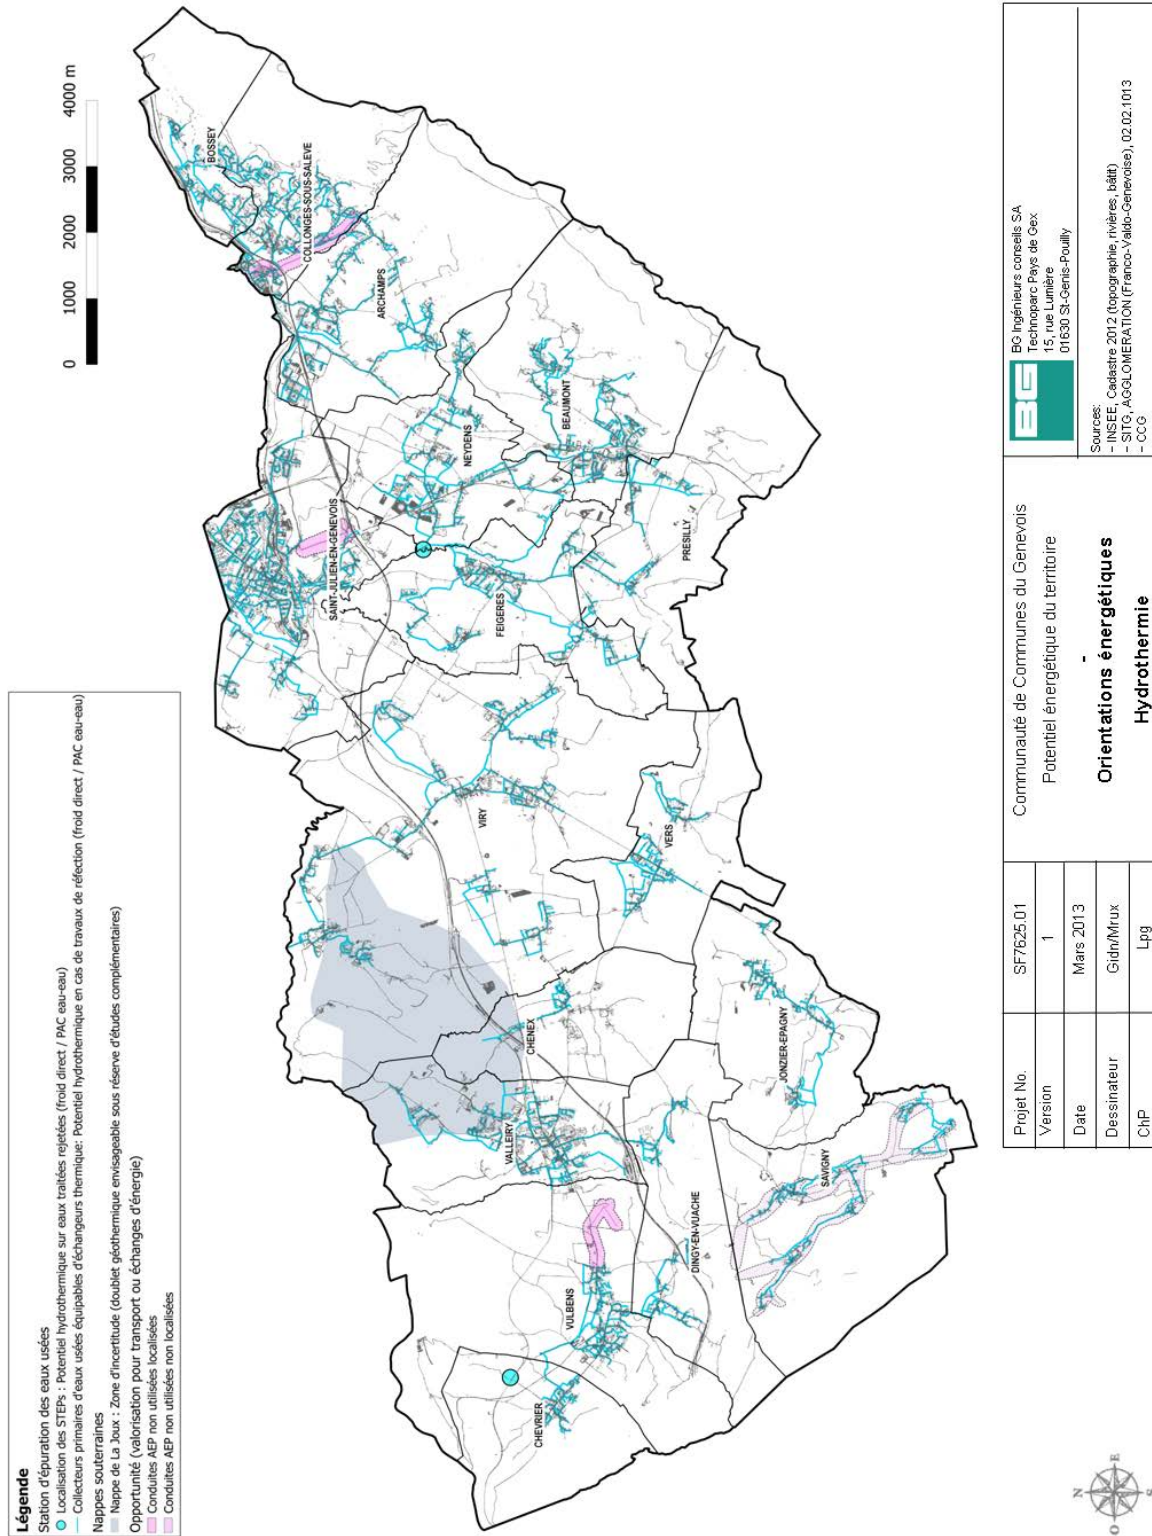 Légende
Station d'épuration des eaux usées
Localisation des STEPs : Potentiel hydrothermique sur eaux traitées rejetées (froid direct / PAC eau-eau)
Collecteurs primaires d'eaux usées équipables d'échangeurs thermique: Potentiel hydrothermique en cas de travaux de réfection (froid direct / PAC eau-eau)
Nappes souterraines
Nappe de La Joux : Zone d'incertitude (doublet géothermique envisageable sous réserve d'études complémentaires)
Opportunité (valorisation pour transport ou échanges d'énergie)
Conduites AEP non utilisées localisées
Conduites AEP non utilisées non localisées
0 1000 2000 3000 4000 m
BOSSEY
COLLONGES-SOUS-SALEVE
ARCHAMPS
SAINT-JULIEN-EN-GENEVOIS
NEYDENS
BEAUMONT
FEIGERES
PRESILLY
VIRY
VERS
CHENEX
VALLEIRY
JONZIER-EPAGNY
SAVIGNY
DINGY-EN-VUACHE
VULBENS
CHEVRIER
N
O
E
S
Projet No. SF7625.01
Version 1
Date Mars 2013
Dessinateur Gidn/Mrux
ChP Lpg
Communauté de Communes du Genevois
Potentiel énergétique du territoire
-
Orientations énergétiques
Hydrothermie
BG
BG Ingénieurs conseils SA
Technoparc Pays de Gex
15, rue Lumière
01630 St-Genis-Pouilly
Sources:
- INSEE, Cadastre 2012 (topographie, rivières, bâtit)
- SITG, AGGLOMERATION (Franco-Valdo-Genevoise), 02.02.1013
- CCG